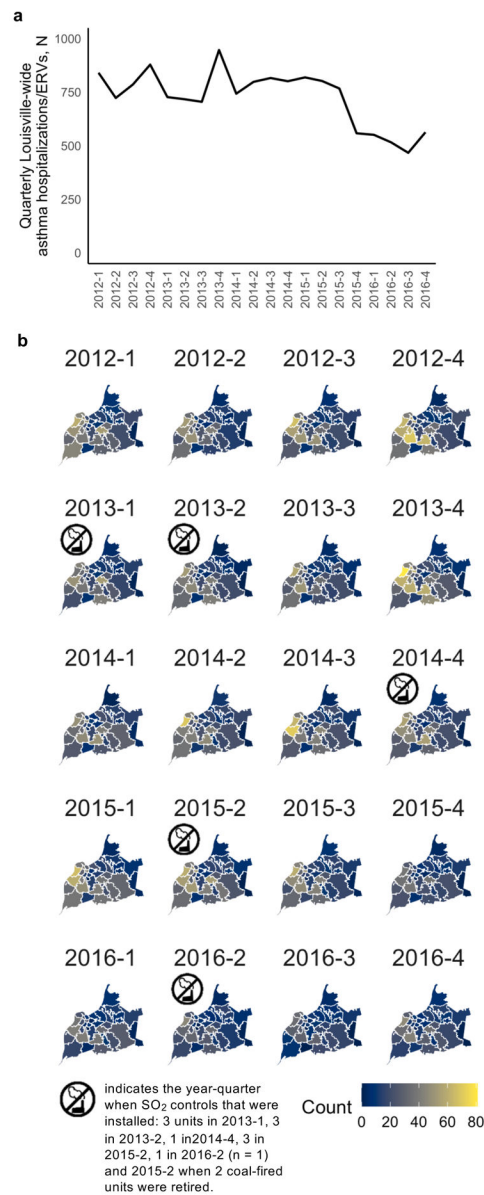 a
Quarterly Louisville-wide
asthma hospitalizations/ERVs, N
1000
750
500
250
0
2012-1
2012-2
2012-3
2012-4
2013-1
2013-2
2013-3
2013-4
2014-1
2014-2
2014-3
2014-4
2015-1
2015-2
2015-3
2015-4
2016-1
2016-2
2016-3
2016-4
b
2012-1 2012-2 2012-3 2012-4
2013-1 2013-2 2013-3 2013-4
2014-1 2014-2 2014-3 2014-4
2015-1 2015-2 2015-3 2015-4
2016-1 2016-2 2016-3 2016-4
indicates the year-quarter
when SO₂ controls that were
installed: 3 units in 2013-1, 3
in 2013-2, 1 in2014-4, 3 in
2015-2, 1 in 2016-2 (n = 1)
and 2015-2 when 2 coal-fired
units were retired.
Count
0 20 40 60 80